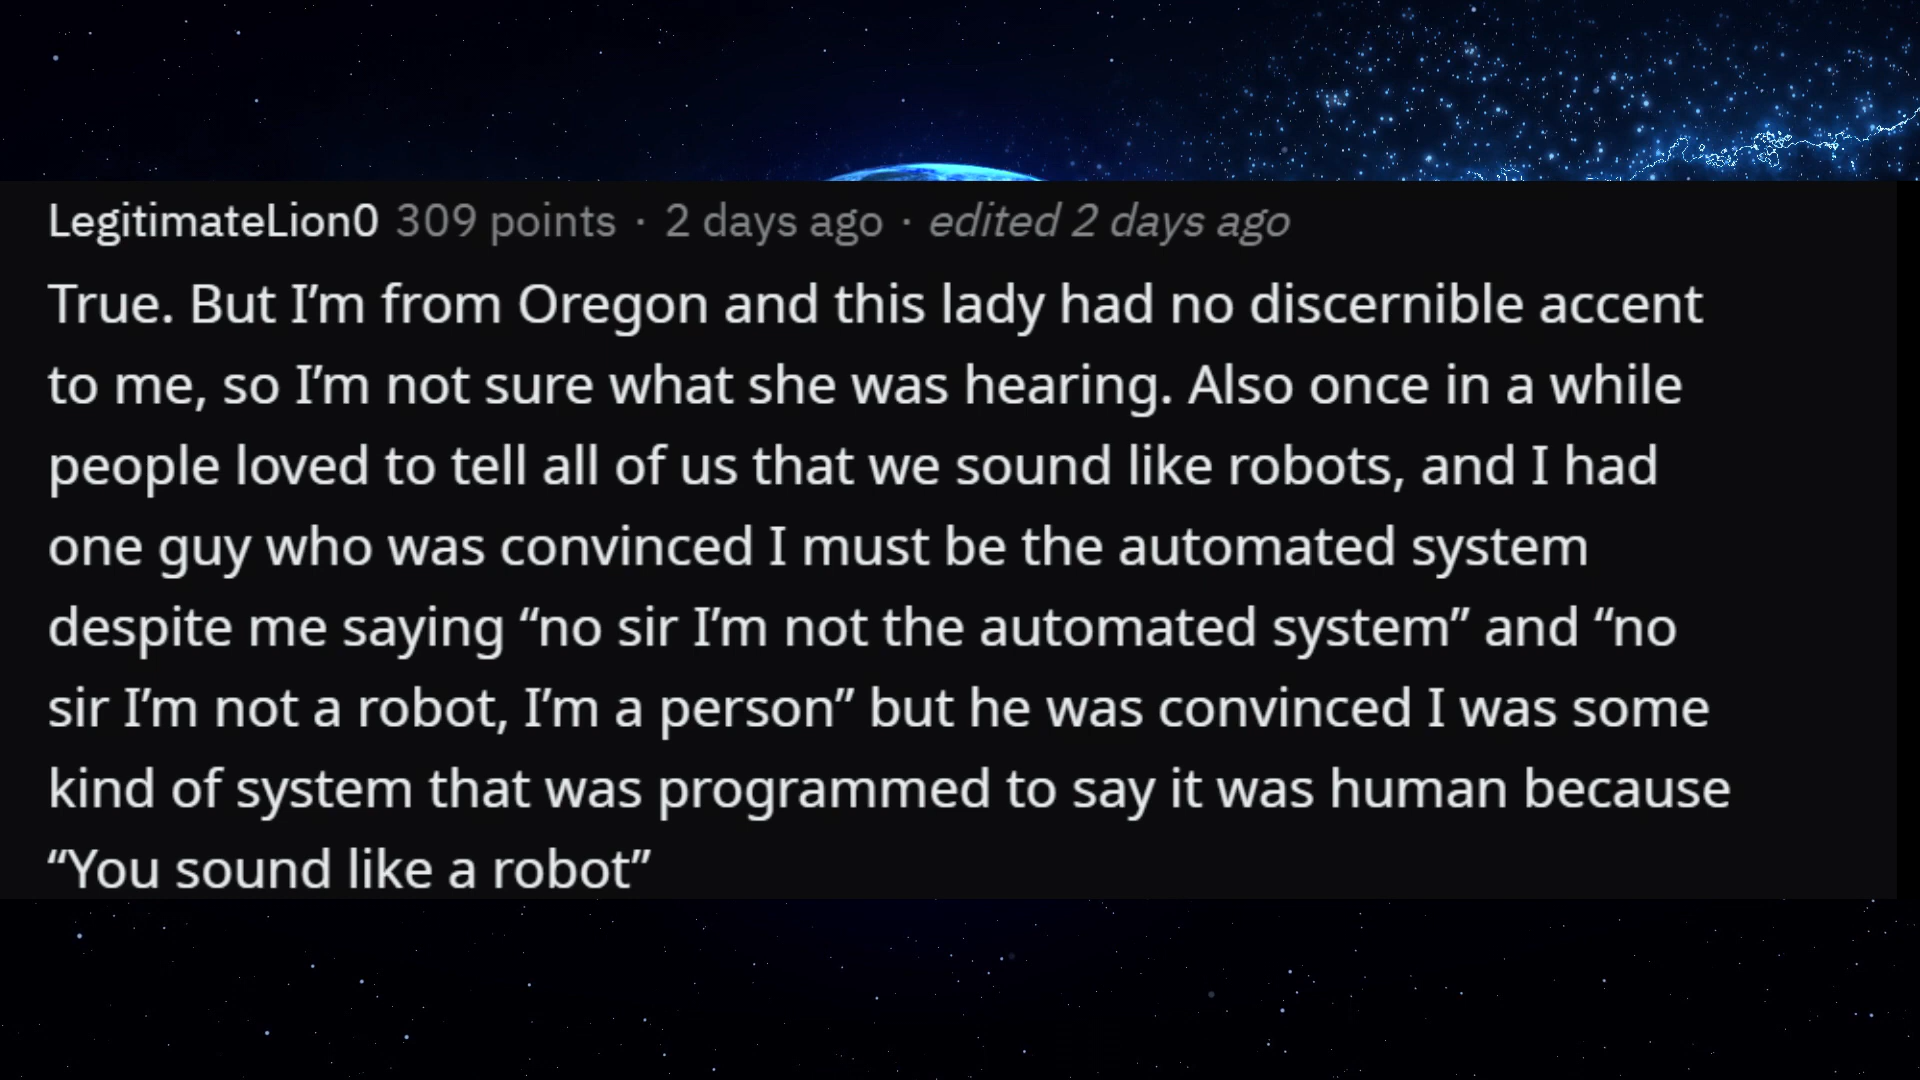 LegitimateLion0 309 points · 2 days ago · edited 2 days ago
True. But I’m from Oregon and this lady had no discernible accent
to me, so I’m not sure what she was hearing. Also once in a while
people loved to tell all of us that we sound like robots, and I had
one guy who was convinced I must be the automated system
despite me saying “no sir I’m not the automated system” and “no
sir I’m not a robot, I’m a person” but he was convinced I was some
kind of system that was programmed to say it was human because
“You sound like a robot”